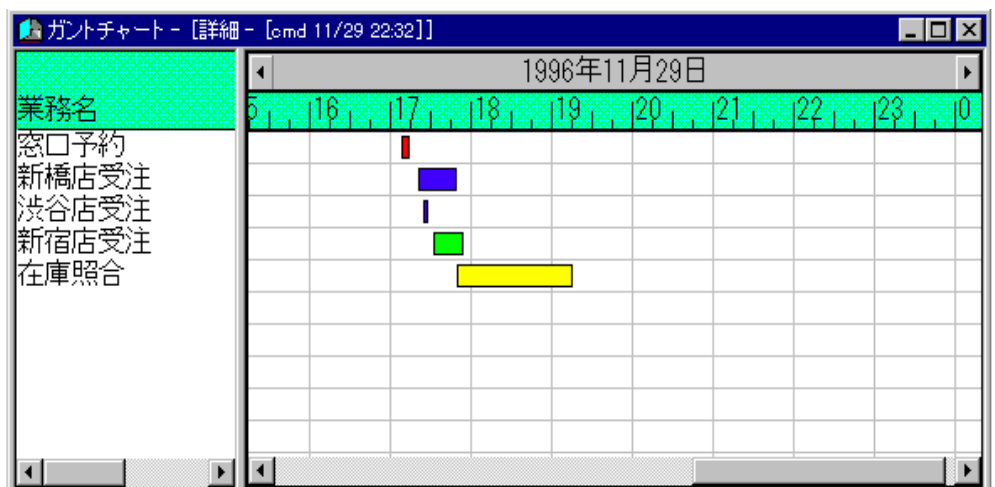 ガントチャート - [詳細 - [cmd 11/29 22:32]]
1996年11月29日
業務名
5 16 17 18 19 20 21 22 23 0
窓口予約
新橋店受注
渋谷店受注
新宿店受注
在庫照合